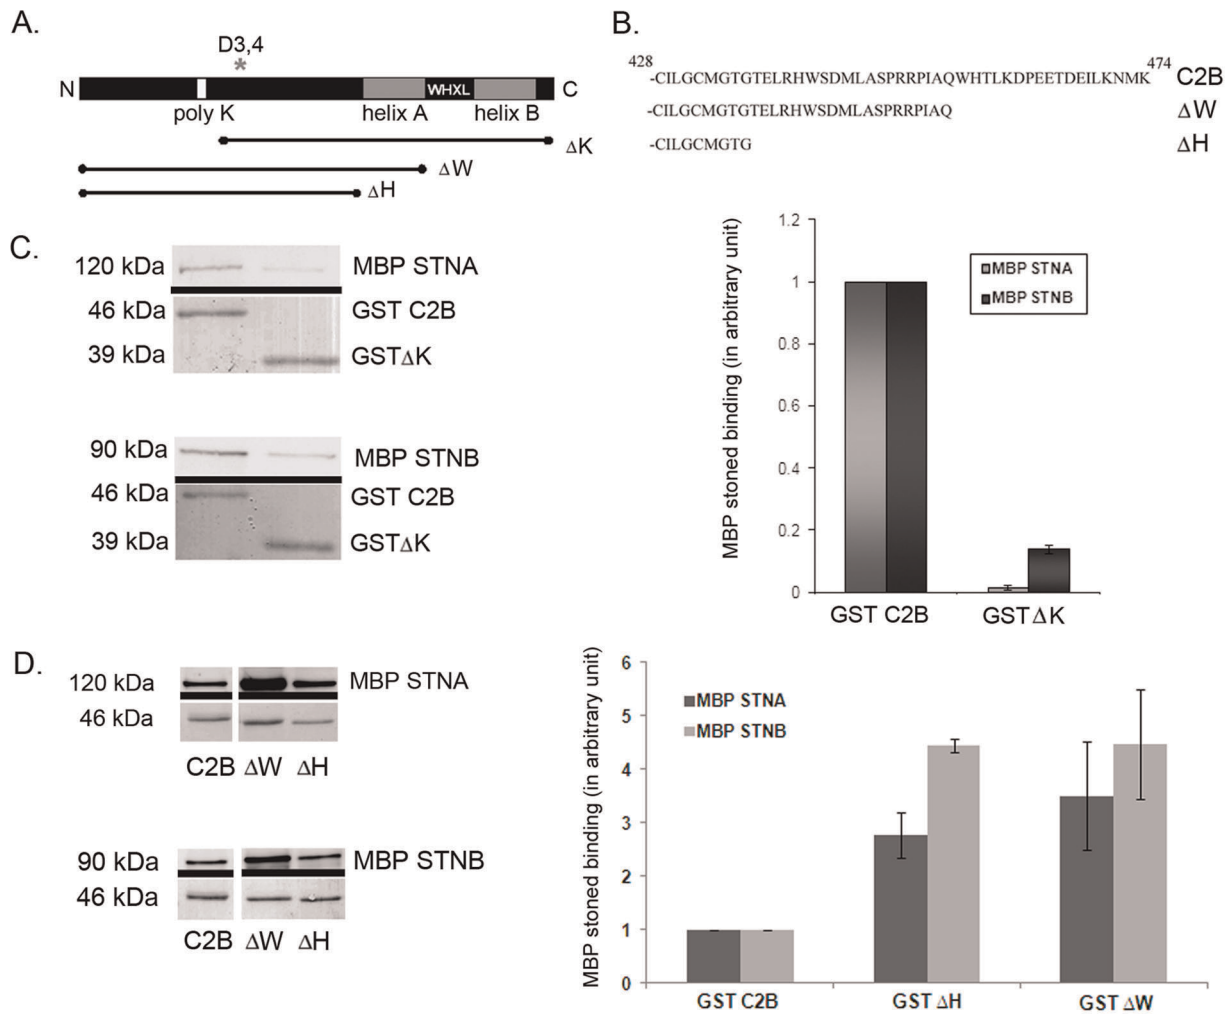 A.
D3,4
*
N
WHXL
C
poly K
helix A
helix B
ΔK
ΔW
ΔH
B.
428
474
-CILGCMGTGTELRHWSDMLASPRRPIAQWHTLKDPEETDEILKNMK
C2B
-CILGCMGTGTELRHWSDMLASPRRPIAQ
ΔW
-CILGCMGTG
ΔH
C.
120 kDa
MBP STNA
46 kDa
GST C2B
39 kDa
GSTΔK
90 kDa
MBP STNB
46 kDa
GST C2B
39 kDa
GSTΔK
MBP stoned binding (in arbitrary unit)
1.2
1
0.8
0.6
0.4
0.2
0
MBP STNA
MBP STNB
GST C2B
GSTΔK
D.
120 kDa
MBP STNA
46 kDa
C2B ΔW ΔH
90 kDa
MBP STNB
46 kDa
C2B ΔW ΔH
MBP stoned binding (in arbitrary unit)
6
5
4
3
2
1
0
MBP STNA
MBP STNB
GST C2B
GST ΔH
GST ΔW